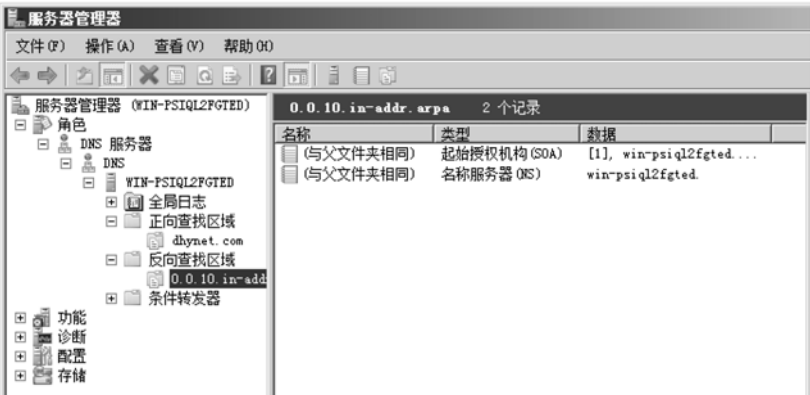 服务器管理器
文件(F) 操作(A) 查看(V) 帮助(H)
服务器管理器 (WIN-PSIQL2FGTED)
角色
DNS 服务器
DNS
WIN-PSIQL2FGTED
全局日志
正向查找区域
dhynet.com
反向查找区域
0.0.10.in-add
条件转发器
功能
诊断
配置
存储
0.0.10.in-addr.arpa 2 个记录
名称 类型 数据
(与父文件夹相同) 起始授权机构(SOA) [1], win-psiql2fgted....
(与父文件夹相同) 名称服务器(NS) win-psiql2fgted.